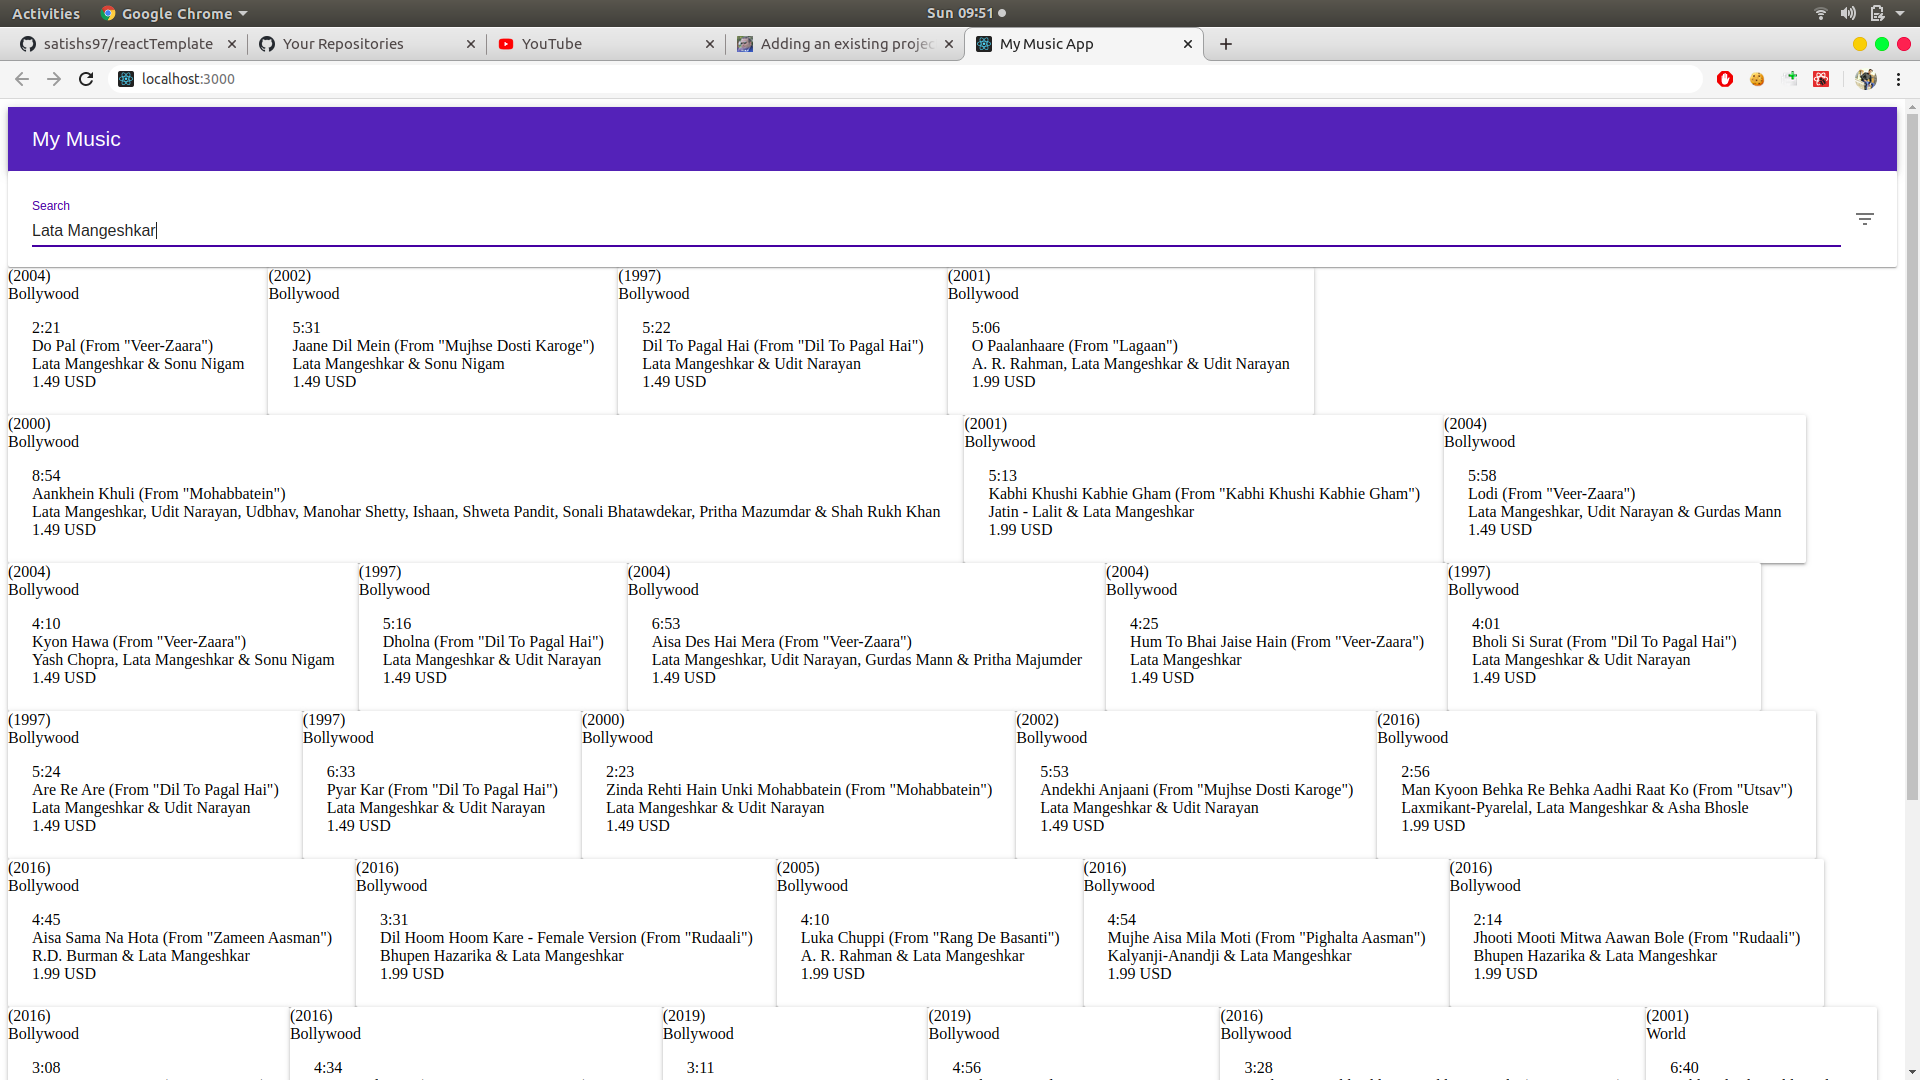 Activities
Google Chrome
Sun 09:51
satishs97/reactTemplate
Your Repositories
YouTube
Adding an existing projec
My Music App
localhost:3000
My Music
Search
Lata Mangeshkar
(2004)
Bollywood
2:21
Do Pal (From "Veer-Zaara")
Lata Mangeshkar & Sonu Nigam
1.49 USD
(2002)
Bollywood
5:31
Jaane Dil Mein (From "Mujhse Dosti Karoge")
Lata Mangeshkar & Sonu Nigam
1.49 USD
(1997)
Bollywood
5:22
Dil To Pagal Hai (From "Dil To Pagal Hai")
Lata Mangeshkar & Udit Narayan
1.49 USD
(2001)
Bollywood
5:06
O Paalanhaare (From "Lagaan")
A. R. Rahman, Lata Mangeshkar & Udit Narayan
1.99 USD
(2000)
Bollywood
8:54
Aankhein Khuli (From "Mohabbatein")
Lata Mangeshkar, Udit Narayan, Udbhav, Manohar Shetty, Ishaan, Shweta Pandit, Sonali Bhatawdekar, Pritha Mazumdar & Shah Rukh Khan
1.49 USD
(2001)
Bollywood
5:13
Kabhi Khushi Kabhie Gham (From "Kabhi Khushi Kabhie Gham")
Jatin - Lalit & Lata Mangeshkar
1.99 USD
(2004)
Bollywood
5:58
Lodi (From "Veer-Zaara")
Lata Mangeshkar, Udit Narayan & Gurdas Mann
1.49 USD
(2004)
Bollywood
4:10
Kyon Hawa (From "Veer-Zaara")
Yash Chopra, Lata Mangeshkar & Sonu Nigam
1.49 USD
(1997)
Bollywood
5:16
Dholna (From "Dil To Pagal Hai")
Lata Mangeshkar & Udit Narayan
1.49 USD
(2004)
Bollywood
6:53
Aisa Des Hai Mera (From "Veer-Zaara")
Lata Mangeshkar, Udit Narayan, Gurdas Mann & Pritha Majumder
1.49 USD
(2004)
Bollywood
4:25
Hum To Bhai Jaise Hain (From "Veer-Zaara")
Lata Mangeshkar
1.49 USD
(1997)
Bollywood
4:01
Bholi Si Surat (From "Dil To Pagal Hai")
Lata Mangeshkar & Udit Narayan
1.49 USD
(1997)
Bollywood
5:24
Are Re Are (From "Dil To Pagal Hai")
Lata Mangeshkar & Udit Narayan
1.49 USD
(1997)
Bollywood
6:33
Pyar Kar (From "Dil To Pagal Hai")
Lata Mangeshkar & Udit Narayan
1.49 USD
(2000)
Bollywood
2:23
Zinda Rehti Hain Unki Mohabbatein (From "Mohabbatein")
Lata Mangeshkar & Udit Narayan
1.49 USD
(2002)
Bollywood
5:53
Andekhi Anjaani (From "Mujhse Dosti Karoge")
Lata Mangeshkar & Udit Narayan
1.49 USD
(2016)
Bollywood
2:56
Man Kyoon Behka Re Behka Aadhi Raat Ko (From "Utsav")
Laxmikant-Pyarelal, Lata Mangeshkar & Asha Bhosle
1.99 USD
(2016)
Bollywood
4:45
Aisa Sama Na Hota (From "Zameen Aasman")
R.D. Burman & Lata Mangeshkar
1.99 USD
(2016)
Bollywood
3:31
Dil Hoom Hoom Kare - Female Version (From "Rudaali")
Bhupen Hazarika & Lata Mangeshkar
1.99 USD
(2005)
Bollywood
4:10
Luka Chuppi (From "Rang De Basanti")
A. R. Rahman & Lata Mangeshkar
1.99 USD
(2016)
Bollywood
4:54
Mujhe Aisa Mila Moti (From "Pighalta Aasman")
Kalyanji-Anandji & Lata Mangeshkar
1.99 USD
(2016)
Bollywood
2:14
Jhooti Mooti Mitwa Aawan Bole (From "Rudaali")
Bhupen Hazarika & Lata Mangeshkar
1.99 USD
(2016)
Bollywood
3:08
(2016)
Bollywood
4:34
(2019)
Bollywood
3:11
(2019)
Bollywood
4:56
(2016)
Bollywood
3:28
(2001)
World
6:40